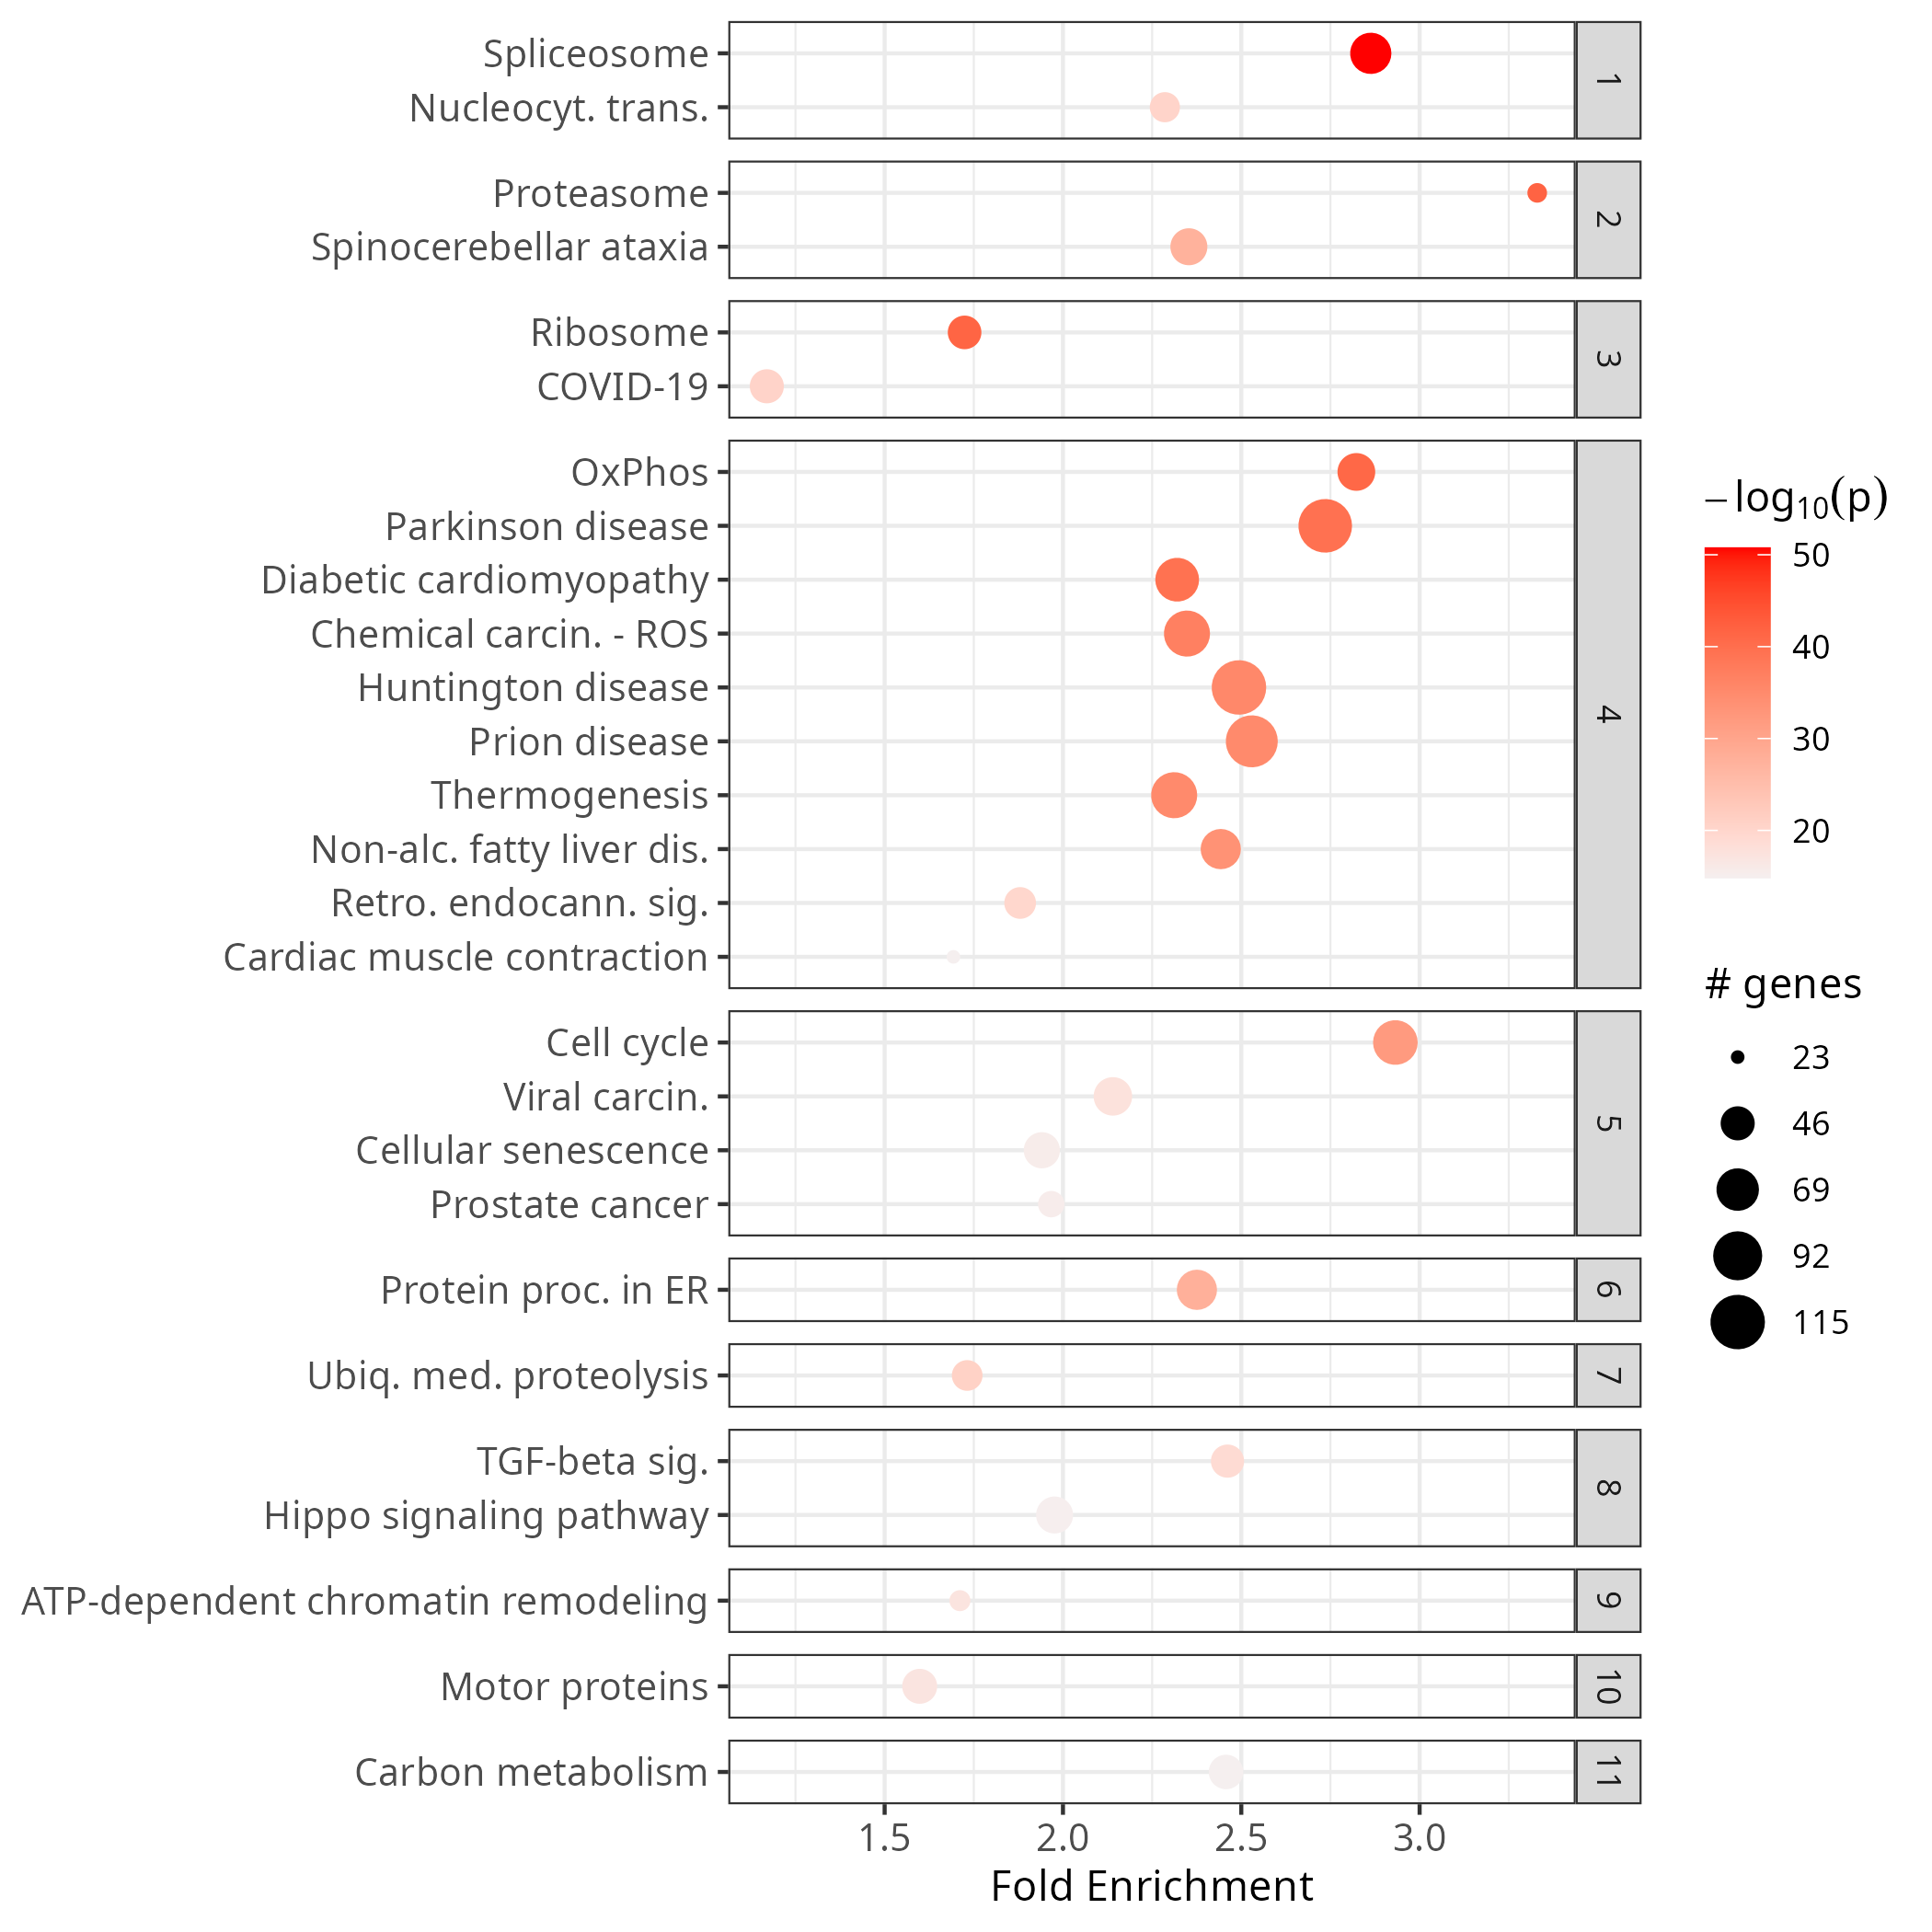 Spliceosome
Nucleocyt. trans.
1
Proteasome
Spinocerebellar ataxia
2
Ribosome
COVID-19
3
OxPhos
Parkinson disease
Diabetic cardiomyopathy
Chemical carcin. - ROS
Huntington disease
Prion disease
Thermogenesis
Non-alc. fatty liver dis.
Retro. endocann. sig.
Cardiac muscle contraction
4
Cell cycle
Viral carcin.
Cellular senescence
Prostate cancer
5
Protein proc. in ER
6
Ubiq. med. proteolysis
7
TGF-beta sig.
Hippo signaling pathway
8
ATP-dependent chromatin remodeling
9
Motor proteins
10
Carbon metabolism
11
1.5 2.0 2.5 3.0
Fold Enrichment
−log₁₀(p)
50
40
30
20
# genes
23
46
69
92
115